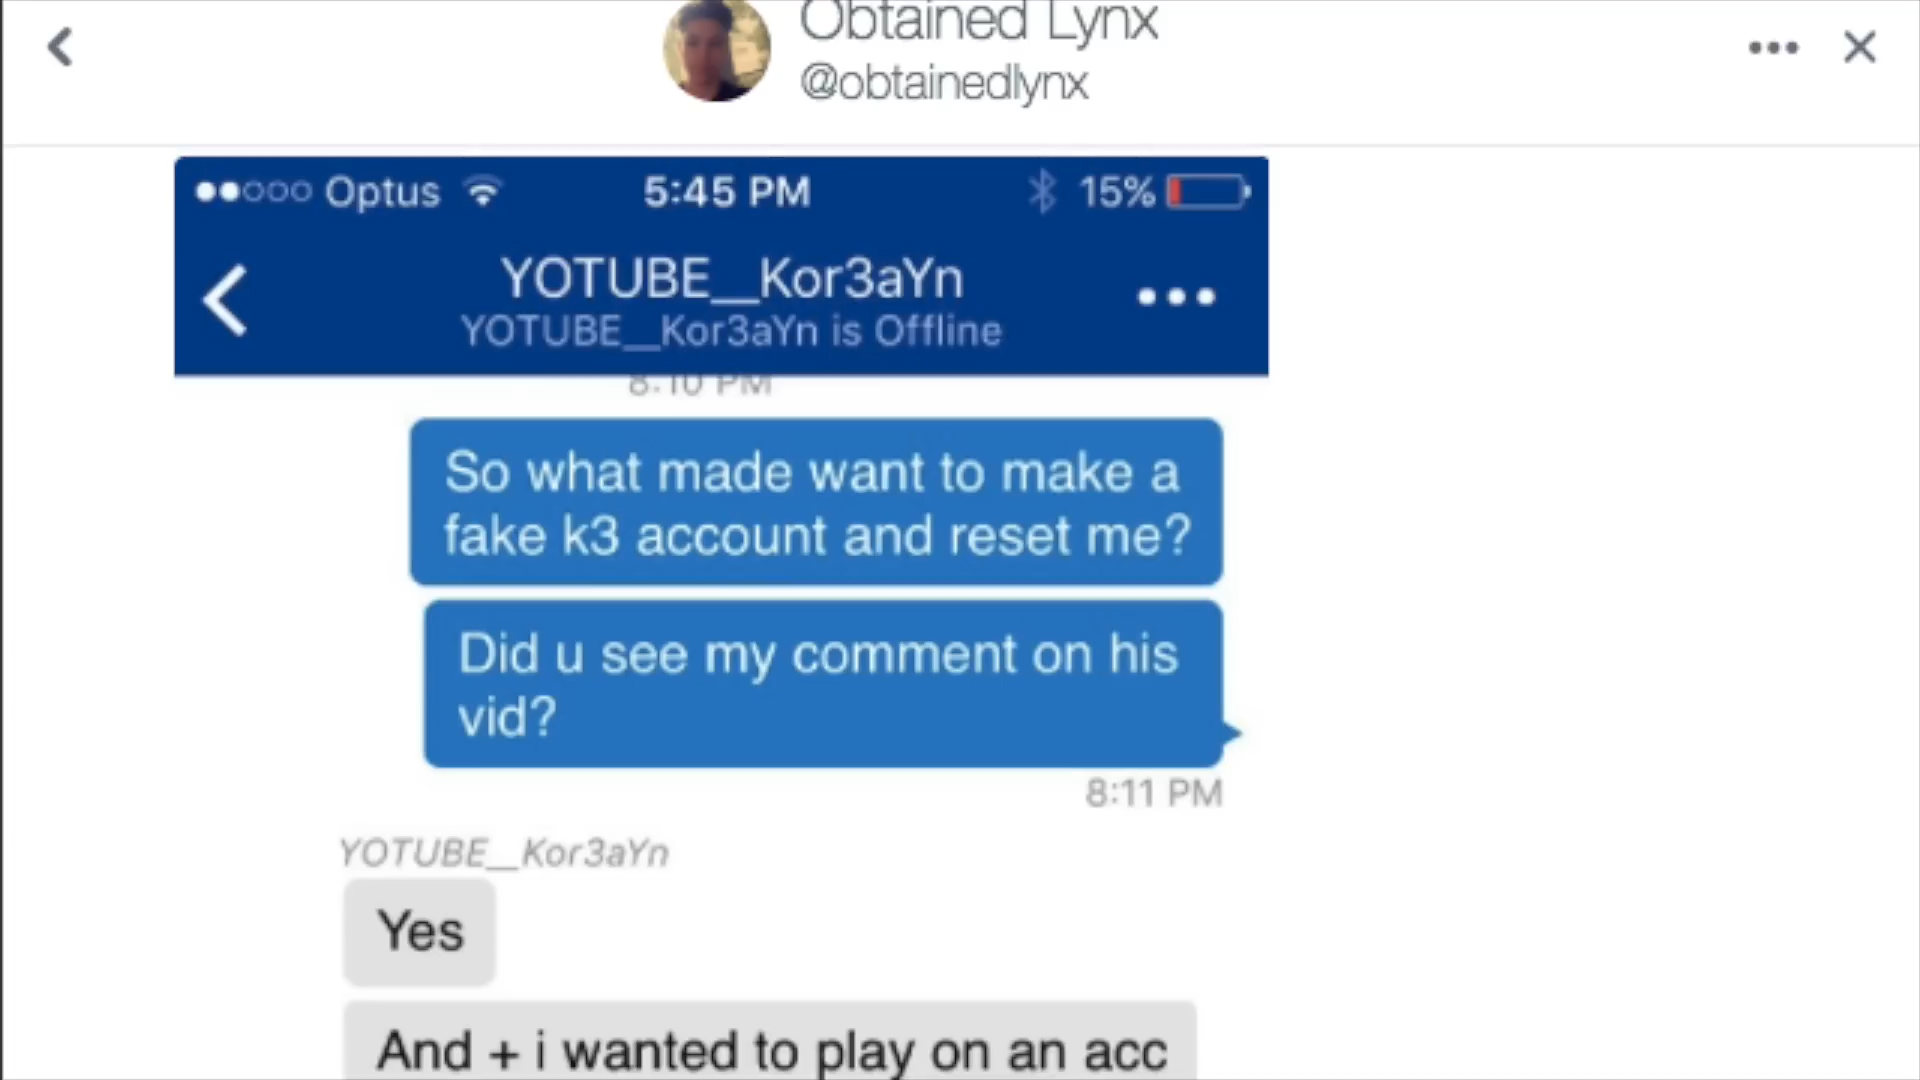 Obtained Lynx
@obtainedlynx
Optus
5:45 PM
15%
YOTUBE__Kor3aYn
YOTUBE__Kor3aYn is Offline
8:10 PM
So what made want to make a
fake k3 account and reset me?
Did u see my comment on his
vid?
8:11 PM
YOTUBE__Kor3aYn
Yes
And + i wanted to play on an acc